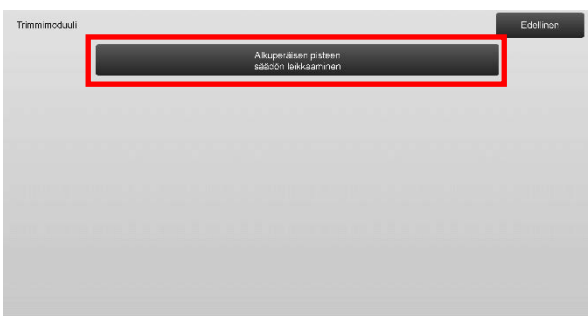 Trimmimoduuli
Edellinen
Alkuperäisen pisteen
säädön leikkaaminen